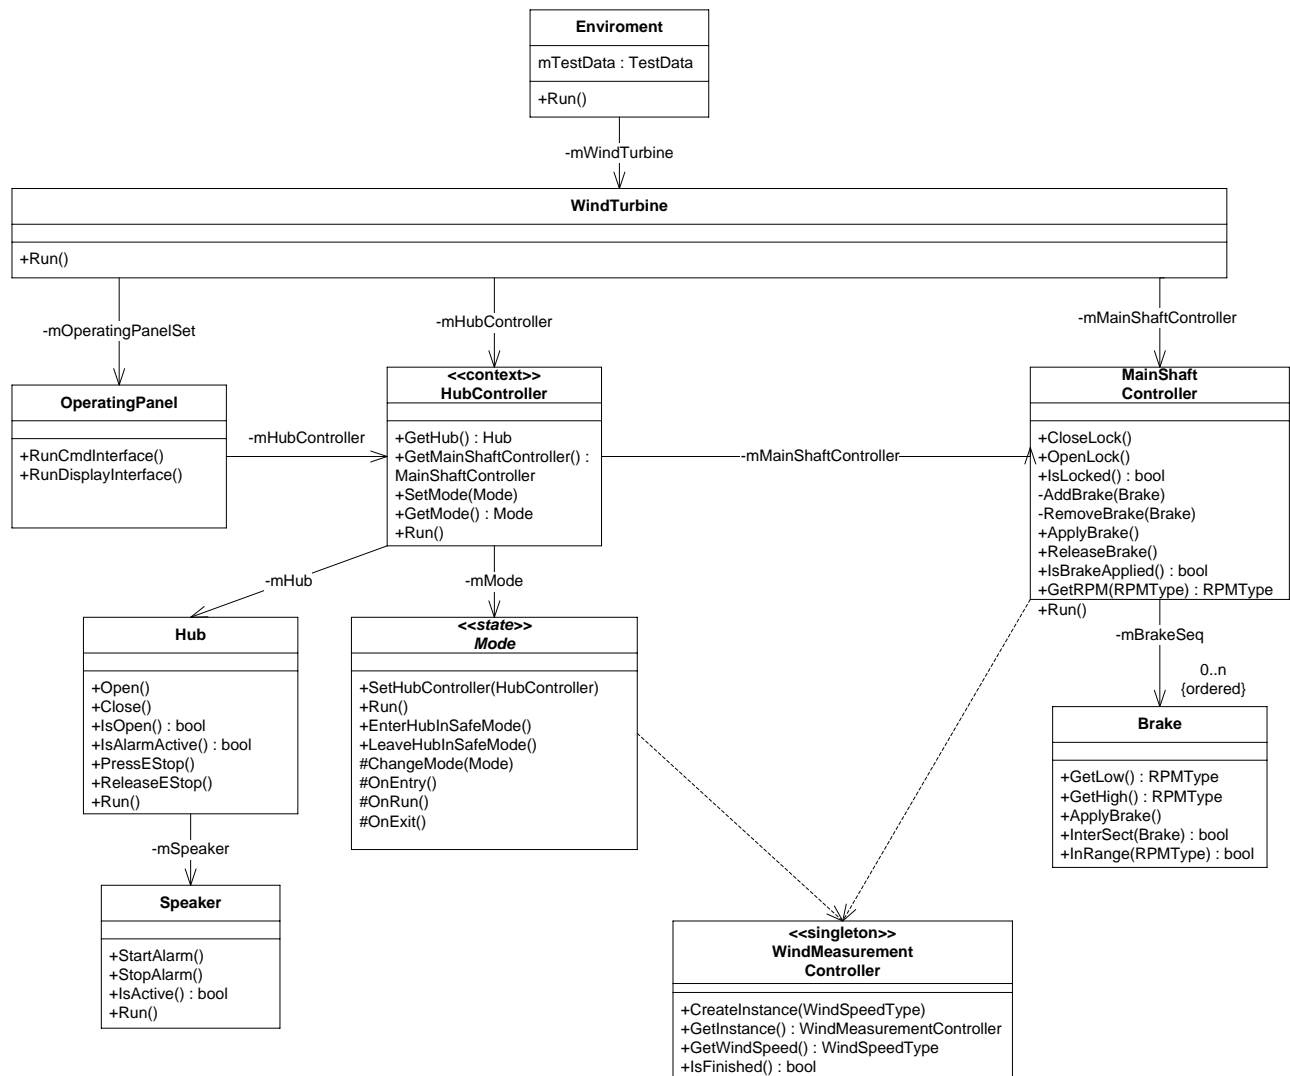 Enviroment
mTestData : TestData
+Run()
-mWindTurbine
WindTurbine
+Run()
-mOperatingPanelSet
-mHubController
-mMainShaftController
OperatingPanel
+RunCmdInterface()
+RunDisplayInterface()
-mHubController
<<context>>
HubController
+GetHub() : Hub
+GetMainShaftController() :
MainShaftController
+SetMode(Mode)
+GetMode() : Mode
+Run()
-mMainShaftController
MainShaft
Controller
+CloseLock()
+OpenLock()
+IsLocked() : bool
-AddBrake(Brake)
-RemoveBrake(Brake)
+ApplyBrake()
+ReleaseBrake()
+IsBrakeApplied() : bool
+GetRPM(RPMType) : RPMType
+Run()
-mHub
-mMode
-mBrakeSeq
0..n
{ordered}
Hub
+Open()
+Close()
+IsOpen() : bool
+IsAlarmActive() : bool
+PressEStop()
+ReleaseEStop()
+Run()
<<state>>
Mode
+SetHubController(HubController)
+Run()
+EnterHubInSafeMode()
+LeaveHubInSafeMode()
#ChangeMode(Mode)
#OnEntry()
#OnRun()
#OnExit()
Brake
+GetLow() : RPMType
+GetHigh() : RPMType
+ApplyBrake()
+InterSect(Brake) : bool
+InRange(RPMType) : bool
-mSpeaker
Speaker
+StartAlarm()
+StopAlarm()
+IsActive() : bool
+Run()
<<singleton>>
WindMeasurement
Controller
+CreateInstance(WindSpeedType)
+GetInstance() : WindMeasurementController
+GetWindSpeed() : WindSpeedType
+IsFinished() : bool